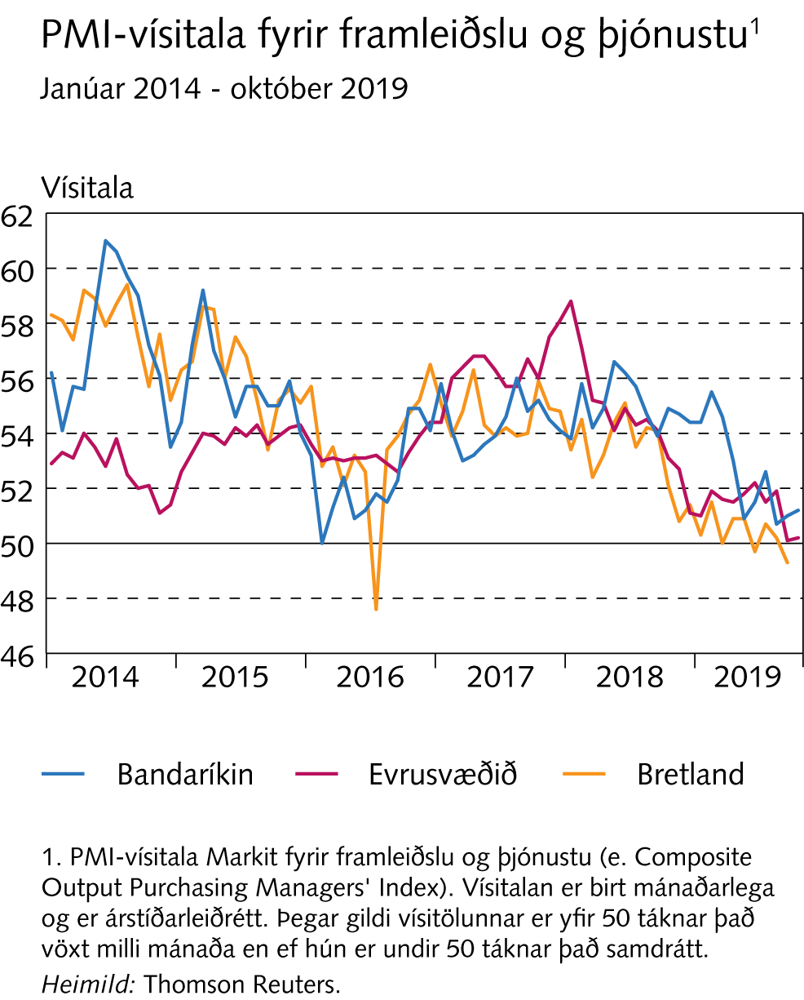 PMI-vísitala fyrir framleiðslu og þjónustu¹
Janúar 2014 - október 2019
Vísitala
62
60
58
56
54
52
50
48
46
2014 2015 2016 2017 2018 2019
Bandaríkin Evrusvæðið Bretland
1. PMI-vísitala Markit fyrir framleiðslu og þjónustu (e. Composite
Output Purchasing Managers' Index). Vísitalan er birt mánaðarlega
og er árstíðarleiðrétt. Þegar gildi vísitölunnar er yfir 50 táknar það
vöxt milli mánaða en ef hún er undir 50 táknar það samdrátt.
Heimild: Thomson Reuters.